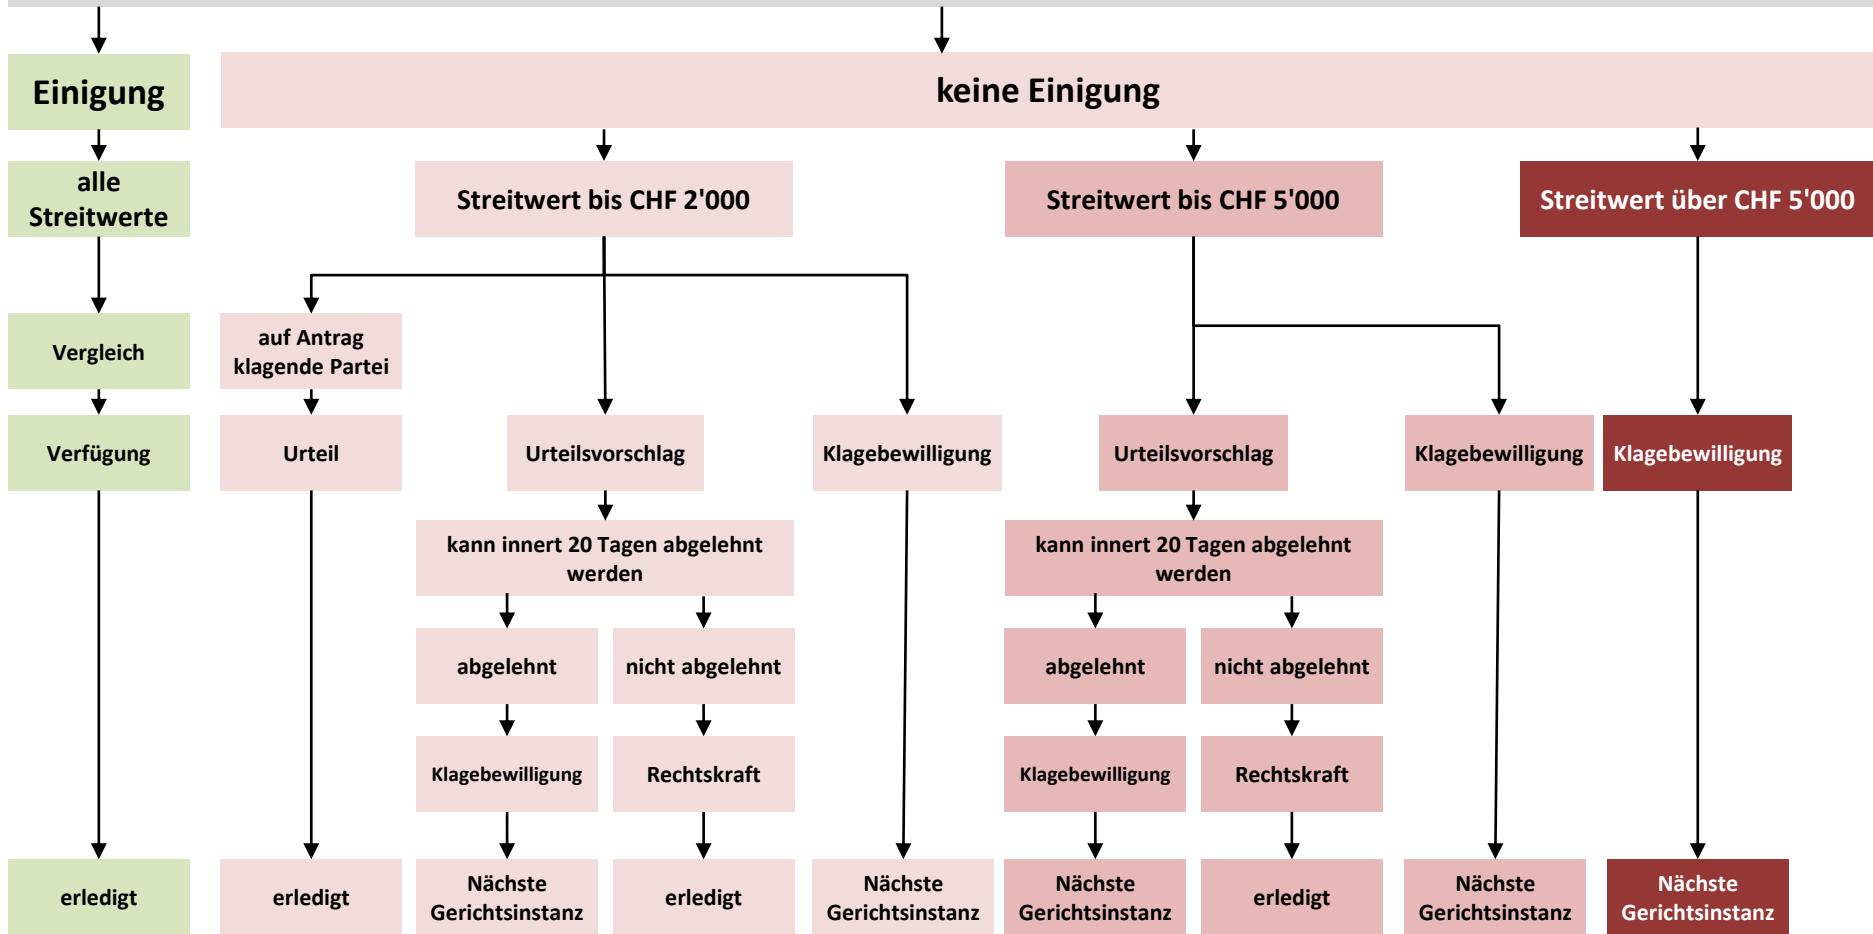 Einigung
keine Einigung
alle
Streitwerte
Streitwert bis CHF 2'000
Streitwert bis CHF 5'000
Streitwert über CHF 5'000
Vergleich
auf Antrag
klagende Partei
Verfügung
Urteil
Urteilsvorschlag
Klagebewilligung
Urteilsvorschlag
Klagebewilligung
Klagebewilligung
kann innert 20 Tagen abgelehnt
werden
kann innert 20 Tagen abgelehnt
werden
abgelehnt
nicht abgelehnt
abgelehnt
nicht abgelehnt
Klagebewilligung
Rechtskraft
Klagebewilligung
Rechtskraft
erledigt
erledigt
Nächste
Gerichtsinstanz
erledigt
Nächste
Gerichtsinstanz
Nächste
Gerichtsinstanz
erledigt
Nächste
Gerichtsinstanz
Nächste
Gerichtsinstanz